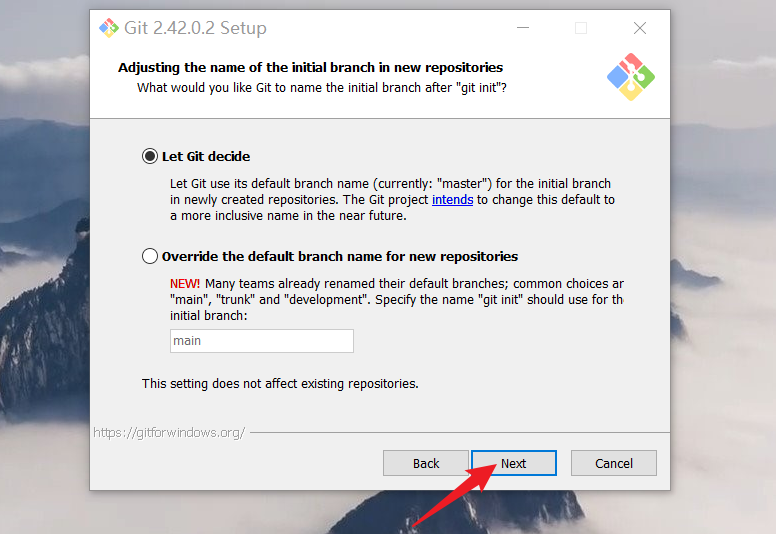 Git 2.42.0.2 Setup
Adjusting the name of the initial branch in new repositories
What would you like Git to name the initial branch after "git init"?
Let Git decide
Let Git use its default branch name (currently: "master") for the initial branch
in newly created repositories. The Git project intends to change this default to
a more inclusive name in the near future.
Override the default branch name for new repositories
NEW! Many teams already renamed their default branches; common choices ar
"main", "trunk" and "development". Specify the name "git init" should use for the
initial branch:
main
This setting does not affect existing repositories.
https://gitforwindows.org/
Back Next Cancel